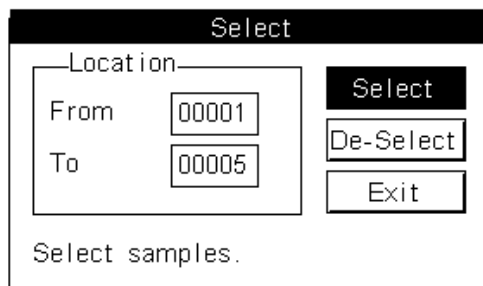 Select
Location
From 00001
To 00005
Select
De-Select
Exit
Select samples.